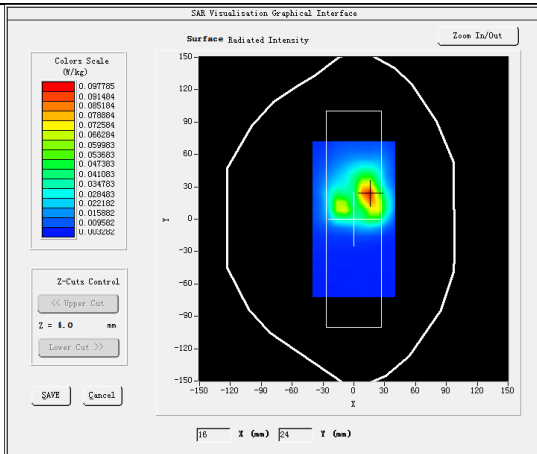 SAR Visualisation Graphical Interface
Surface Radiated Intensity
Zoom In/Out
Colors Scale
(W/kg)
0.097785
0.091484
0.085184
0.078884
0.072584
0.066284
0.059983
0.053683
0.047383
0.041083
0.034783
0.028483
0.022182
0.015882
0.009582
0.003282
Z-Cuts Control
<< Upper Cut
Z = 4.0 mm
Lower Cut >>
SAVE Cancel
150
120
90
60
30
0
-30
-60
-90
-120
-150
Y
-150 -120 -90 -60 -30 0 30 60 90 120 150
X
16 X (mm) 24 Y (mm)